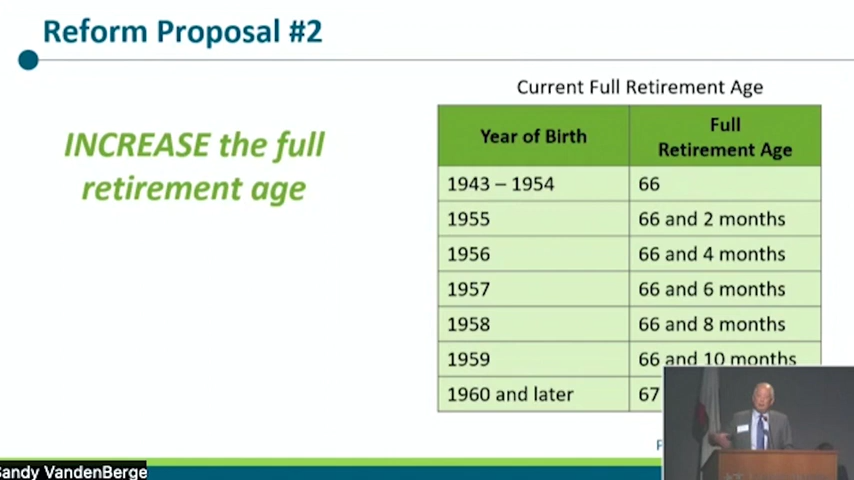 Reform Proposal #2
INCREASE the full
retirement age
Current Full Retirement Age
Year of Birth
Full
Retirement Age
1943 – 1954
66
1955
66 and 2 months
1956
66 and 4 months
1957
66 and 6 months
1958
66 and 8 months
1959
66 and 10 months
1960 and later
67
Sandy VandenBerge